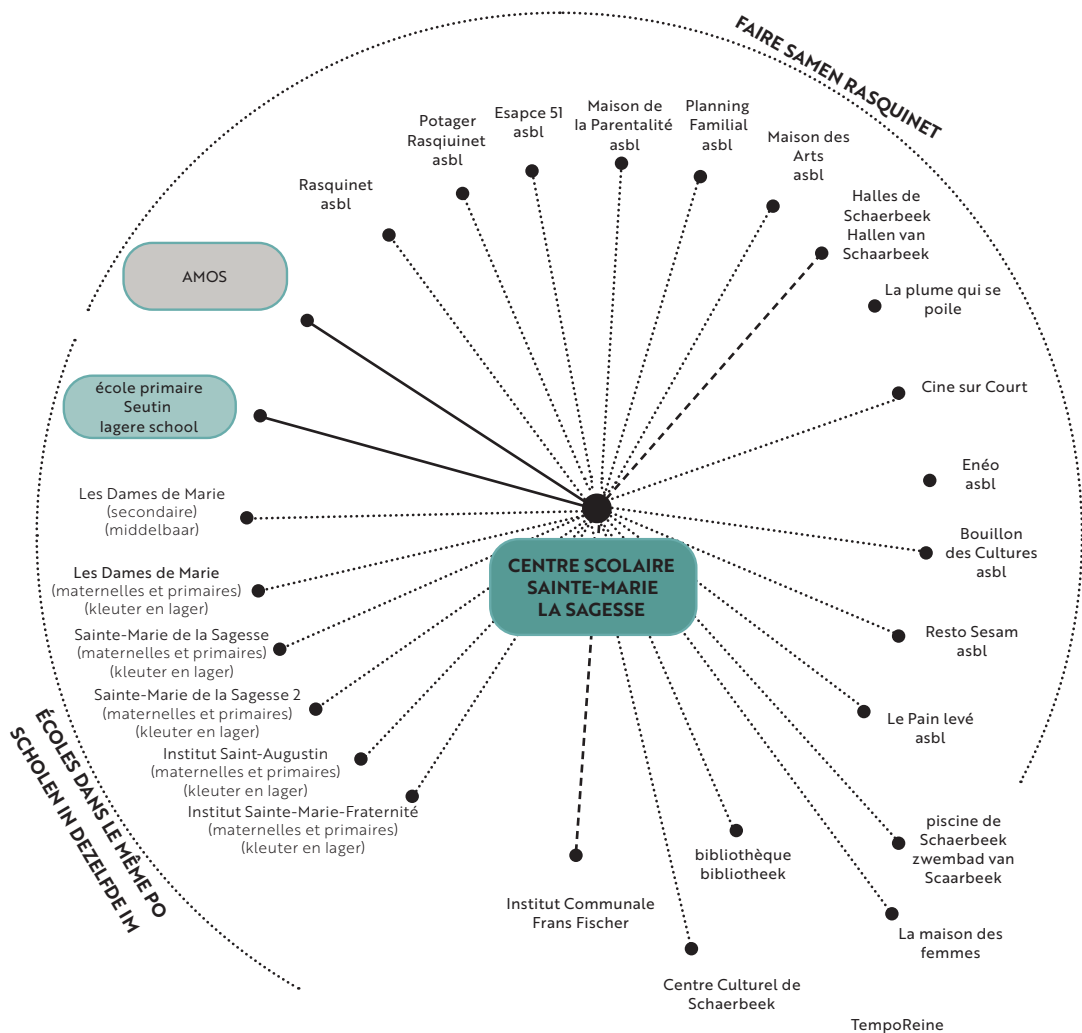 FAIRE SAMEN RASQUINET
Rasquinet
asbl
Potager
Rasqiuinet
asbl
Esapce 51
asbl
Maison de
la Parentalité
asbl
Planning
Familial
asbl
Maison des
Arts
asbl
Halles de
Schaerbeek
Hallen van
Schaarbeek
La plume qui se
poile
Cine sur Court
Enéo
asbl
Bouillon
des Cultures
asbl
Resto Sesam
asbl
Le Pain levé
asbl
AMOS
école primaire
Seutin
lagere school
Les Dames de Marie
(secondaire)
(middelbaar)
Les Dames de Marie
(maternelles et primaires)
(kleuter en lager)
Sainte-Marie de la Sagesse
(maternelles et primaires)
(kleuter en lager)
Sainte-Marie de la Sagesse 2
(maternelles et primaires)
(kleuter en lager)
Institut Saint-Augustin
(maternelles et primaires)
(kleuter en lager)
Institut Sainte-Marie-Fraternité
(maternelles et primaires)
(kleuter en lager)
ÉCOLES DANS LE MÊME PO
SCHOLEN IN DEZELFDE IM
CENTRE SCOLAIRE
SAINTE-MARIE
LA SAGESSE
Institut Communale
Frans Fischer
bibliothèque
bibliotheek
Centre Culturel de
Schaerbeek
piscine de
Schaerbeek
zwembad van
Scaarbeek
La maison des
femmes
TempoReine